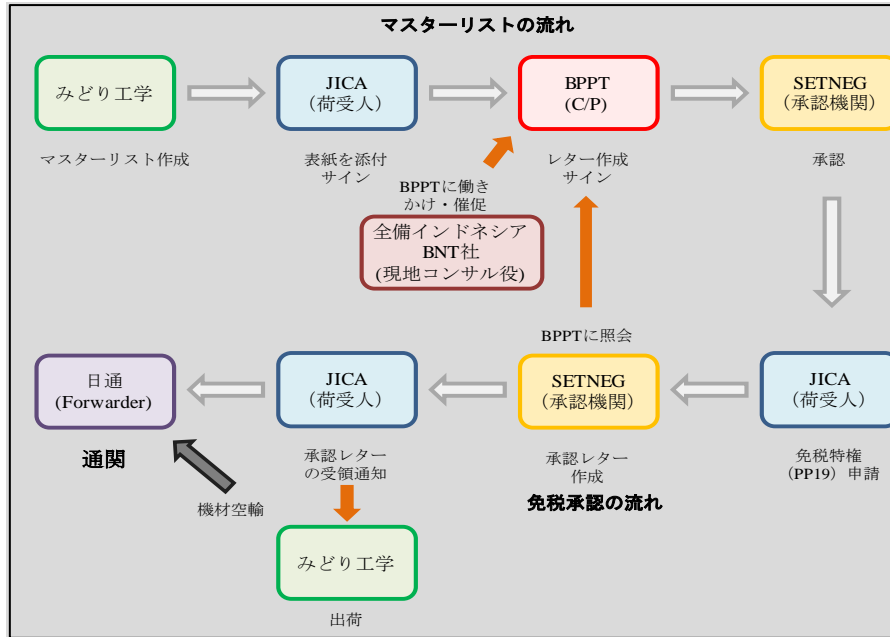 マスターリストの流れ
みどり工学
マスターリスト作成
JICA
（荷受人）
表紙を添付
サイン
BPPT
(C/P)
レター作成
サイン
SETNEG
（承認機関）
承認
BPPTに働き
かけ・催促
全備インドネシア
BNT社
(現地コンサル役)
BPPTに照会
日通
(Forwarder)
通関
JICA
（荷受人）
承認レター
の受領通知
SETNEG
（承認機関）
承認レター
作成
免税承認の流れ
JICA
（荷受人）
免税特権
（PP19）申請
機材空輸
みどり工学
出荷